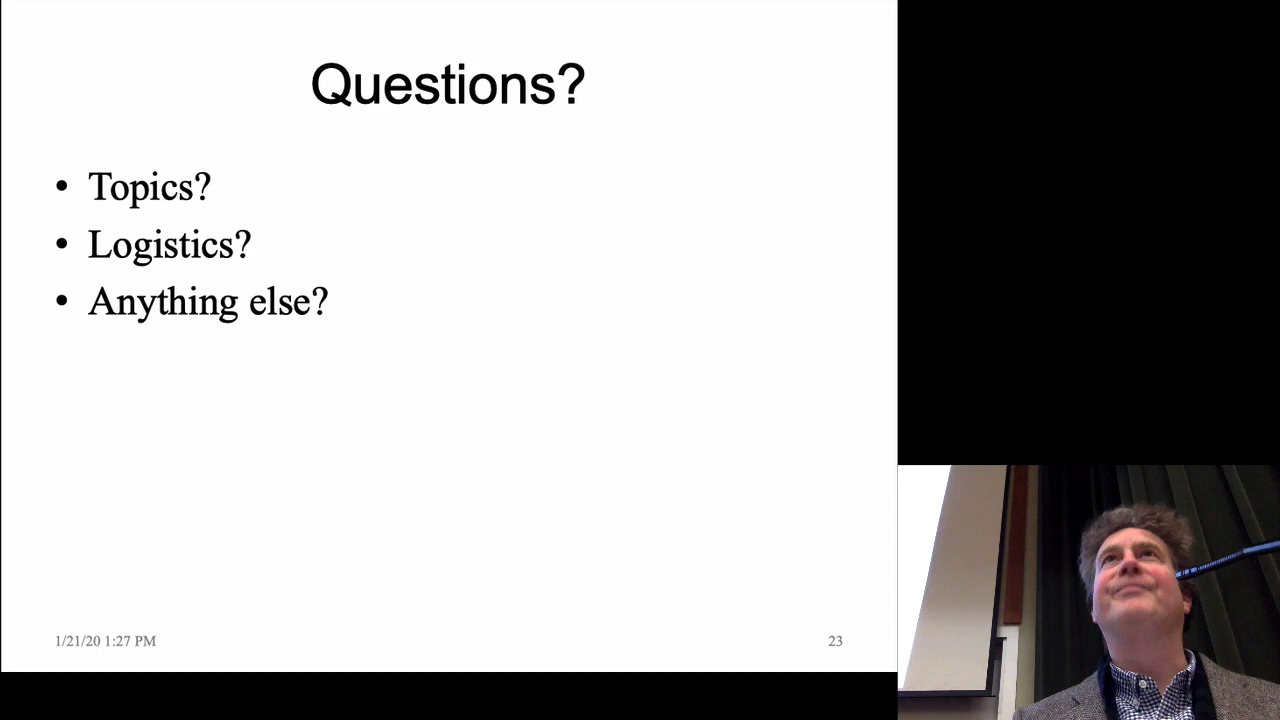 Questions?
• Topics?
• Logistics?
• Anything else?
1/21/20 1:27 PM
23